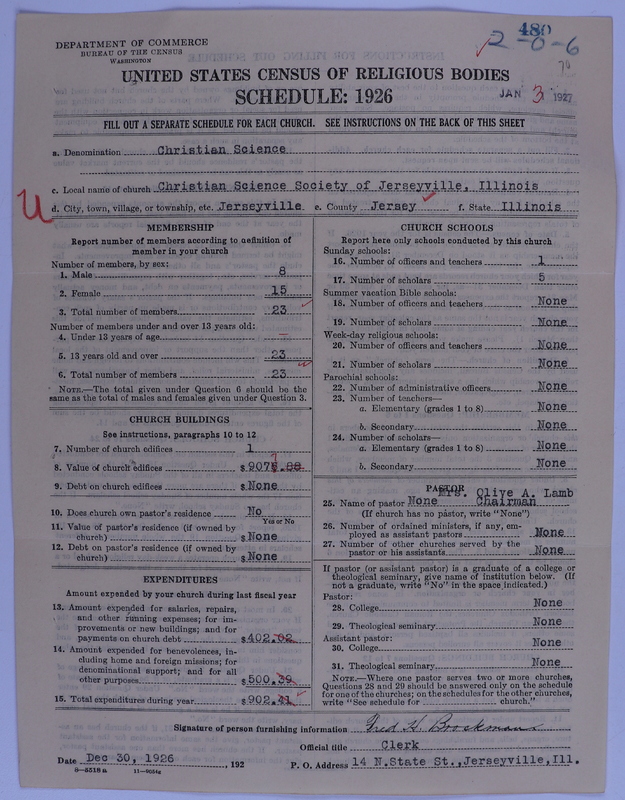 480
2-0-6
70
DEPARTMENT OF COMMERCE
BUREAU OF THE CENSUS
WASHINGTON
UNITED STATES CENSUS OF RELIGIOUS BODIES
SCHEDULE: 1926
JAN 3 1927
FILL OUT A SEPARATE SCHEDULE FOR EACH CHURCH. SEE INSTRUCTIONS ON THE BACK OF THIS SHEET
a. Denomination Christian Science
c. Local name of church Christian Science Society of Jerseyville, Illinois
U
d. City, town, village, or township, etc. Jerseyville e. County Jersey f. State Illinois
MEMBERSHIP
Report number of members according to definition of
member in your church
Number of members, by sex:
1. Male 8
2. Female 15
3. Total number of members 23
Number of members under and over 13 years old:
4. Under 13 years of age —
5. 13 years old and over 23
6. Total number of members 23
NOTE.—The total given under Question 6 should be the
same as the total of males and females given under Question 3.
CHURCH BUILDINGS
See instructions, paragraphs 10 to 12
7. Number of church edifices 1
8. Value of church edifices $9076.88
9. Debt on church edifices $None
10. Does church own pastor's residence No
Yes or No
11. Value of pastor's residence (if owned by
church) $None
12. Debt on pastor's residence (if owned by
church) $None
EXPENDITURES
Amount expended by your church during last fiscal year
13. Amount expended for salaries, repairs,
and other running expenses; for im-
provements or new buildings; and for
payments on church debt $402.02
14. Amount expended for benevolences, in-
cluding home and foreign missions; for
denominational support; and for all
other purposes $500.39
15. Total expenditures during year $902.41
CHURCH SCHOOLS
Report here only schools conducted by this church
Sunday schools:
16. Number of officers and teachers 1
17. Number of scholars 5
Summer vacation Bible schools:
18. Number of officers and teachers None
19. Number of scholars None
Week-day religious schools:
20. Number of officers and teachers None
21. Number of scholars None
Parochial schools:
22. Number of administrative officers None
23. Number of teachers—
a. Elementary (grades 1 to 8) None
b. Secondary None
24. Number of scholars—
a. Elementary (grades 1 to 8) None
b. Secondary None
PASTOR
Mrs. Olive A. Lamb
25. Name of pastor None Chairman
(If church has no pastor, write "None")
26. Number of ordained ministers, if any, em-
ployed as assistant pastors None
27. Number of other churches served by the
pastor or his assistants None
If pastor (or assistant pastor) is a graduate of a college or
theological seminary, give name of institution below. (If
not a graduate, write "No" in the space indicated.)
Pastor:
28. College None
29. Theological seminary None
Assistant pastor:
30. College None
31. Theological seminary None
NOTE.—Where one pastor serves two or more churches,
Questions 28 and 29 should be answered only on the schedule
for one of the churches; on the schedules for the other churches,
write "See schedule for church."
Signature of person furnishing information Fred H. Brockman
Official title Clerk
Date Dec 30, 1926, 192 P. O. Address 14 N.State St.,Jerseyville,Ill.
8-5518a 11-9034g